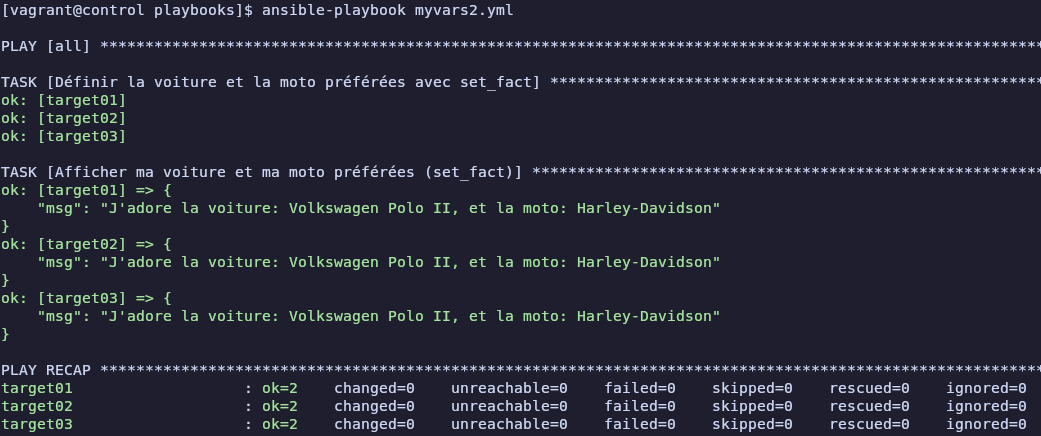 [vagrant@control playbooks]$ ansible-playbook myvars2.yml
PLAY [all] *********************************************************************************************************
TASK [Définir la voiture et la moto préférées avec set_fact] *******************************************************
ok: [target01]
ok: [target02]
ok: [target03]
TASK [Afficher ma voiture et ma moto préférées (set_fact)] *********************************************************
ok: [target01] => {
    "msg": "J'adore la voiture: Volkswagen Polo II, et la moto: Harley-Davidson"
}
ok: [target02] => {
    "msg": "J'adore la voiture: Volkswagen Polo II, et la moto: Harley-Davidson"
}
ok: [target03] => {
    "msg": "J'adore la voiture: Volkswagen Polo II, et la moto: Harley-Davidson"
}
PLAY RECAP *********************************************************************************************************
target01                   : ok=2    changed=0    unreachable=0    failed=0    skipped=0    rescued=0    ignored=0
target02                   : ok=2    changed=0    unreachable=0    failed=0    skipped=0    rescued=0    ignored=0
target03                   : ok=2    changed=0    unreachable=0    failed=0    skipped=0    rescued=0    ignored=0